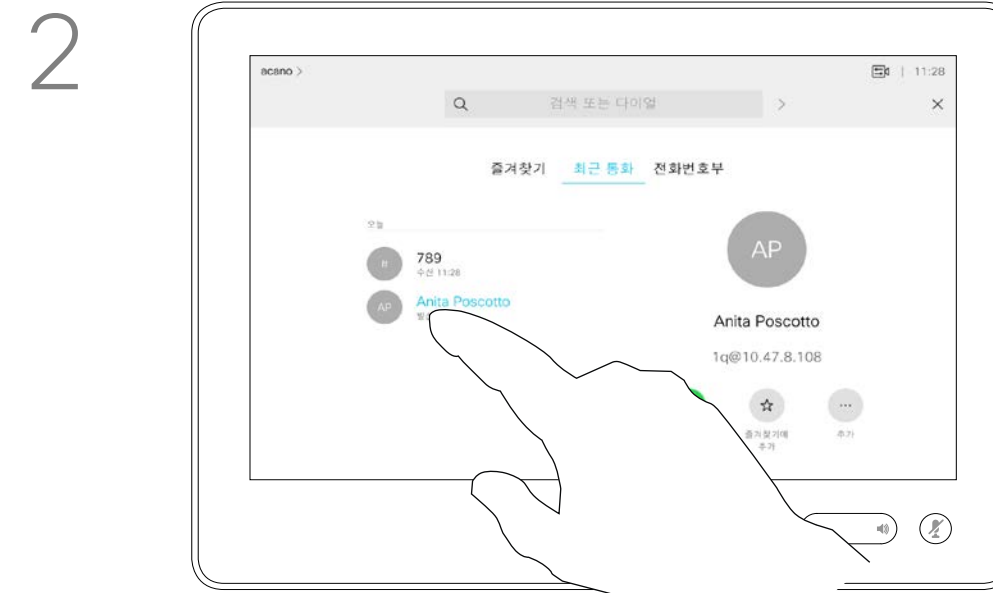 2
acano >
11:28
검색 또는 다이얼
즐겨찾기 최근 통화 전화번호부
오늘
789
수신 11:28
AP
Anita Poscotto
AP
Anita Poscotto
1q@10.47.8.108
즐겨찾기에
추가
추가